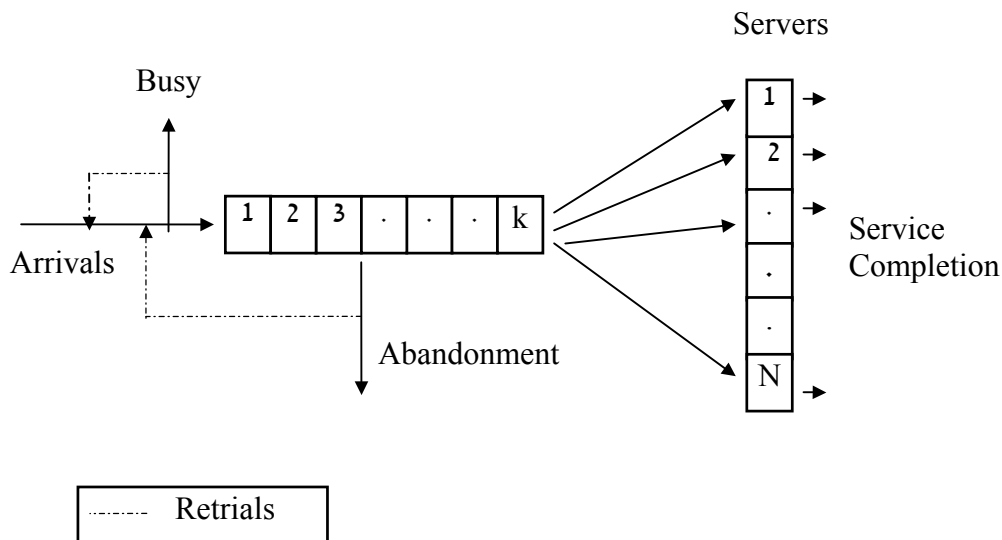 Servers
Busy
1
2
.
.
.
N
1 2 3 . . . k
Arrivals
Service
Completion
Abandonment
Retrials